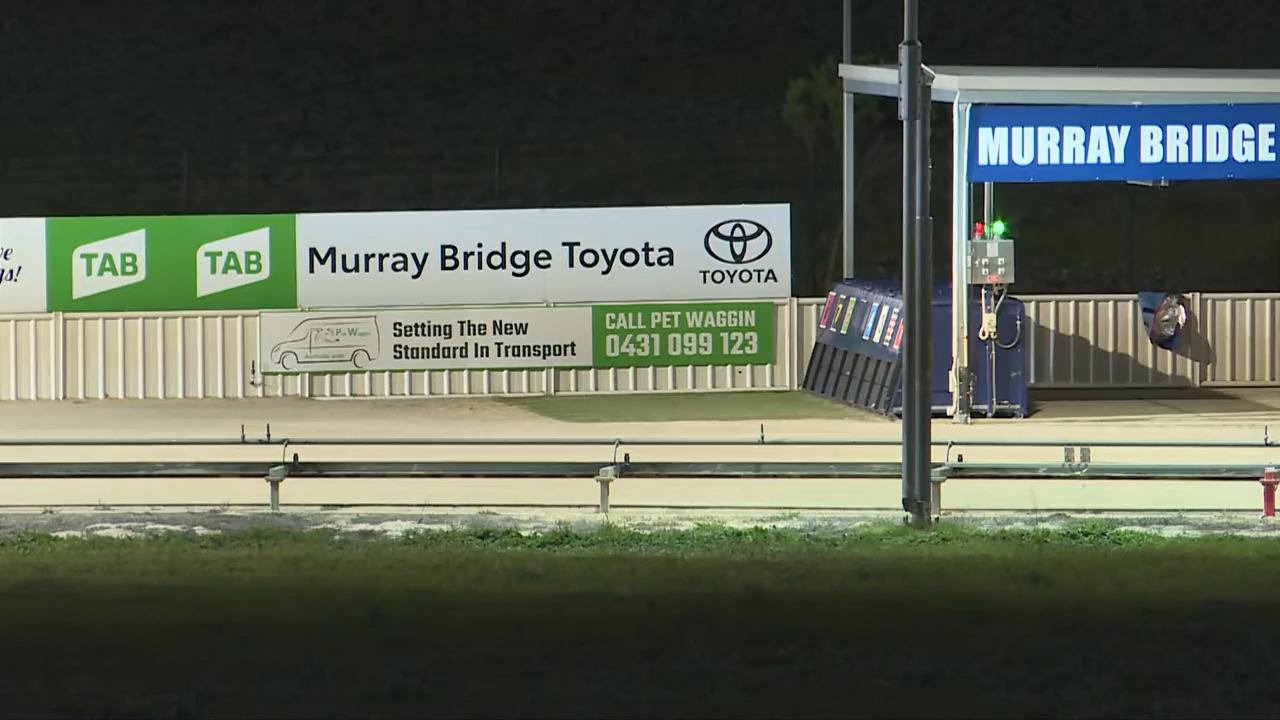 MURRAY BRIDGE
TAB
TAB
Murray Bridge Toyota
TOYOTA
Setting The New
Standard In Transport
CALL PET WAGGIN
0431 099 123